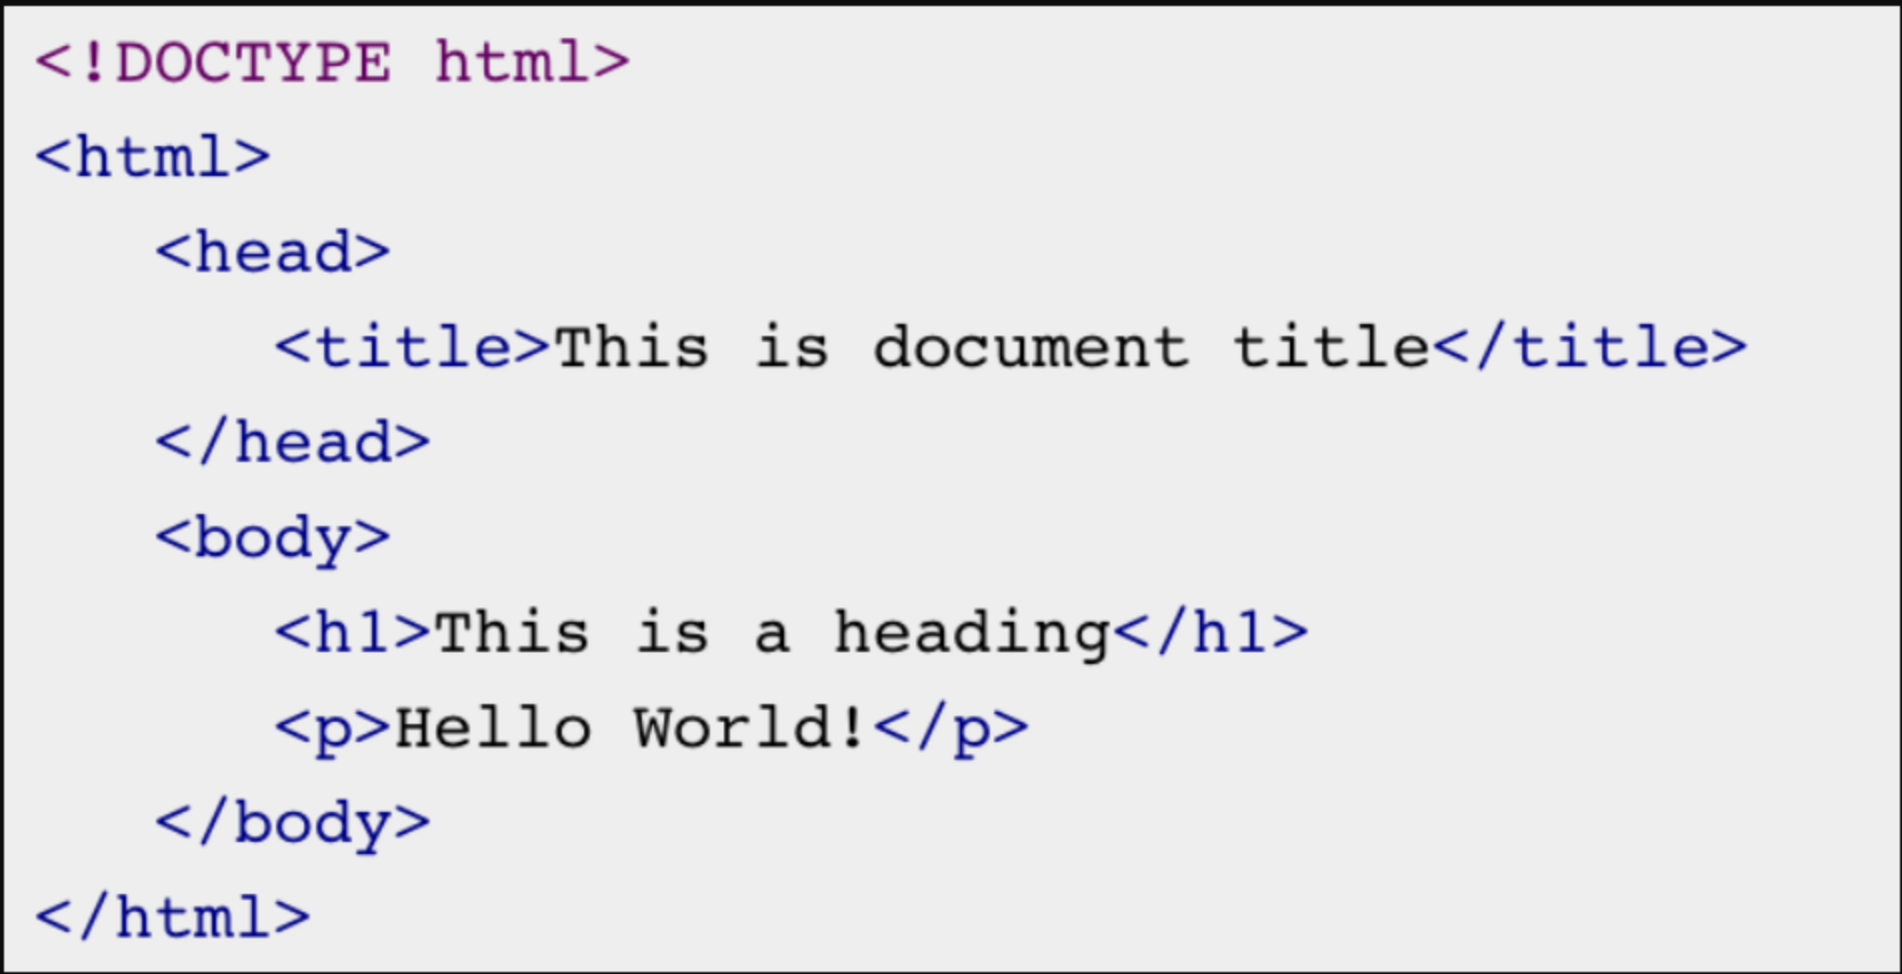 <!DOCTYPE html>
<html>
   <head>
      <title>This is document title</title>
   </head>
   <body>
      <h1>This is a heading</h1>
      <p>Hello World!</p>
   </body>
</html>